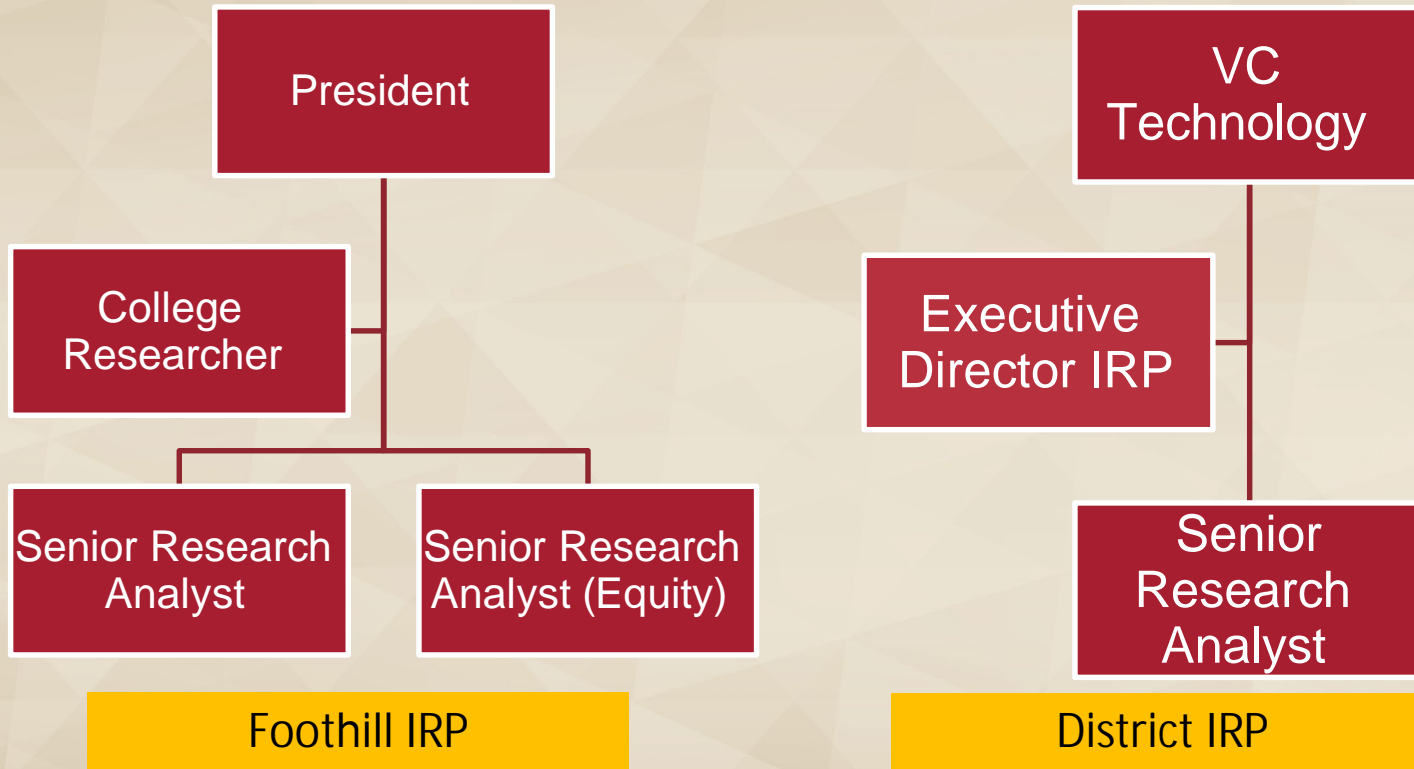 President
College
Researcher
Senior Research
Analyst
Senior Research
Analyst (Equity)
Foothill IRP
VC
Technology
Executive
Director IRP
Senior
Research
Analyst
District IRP